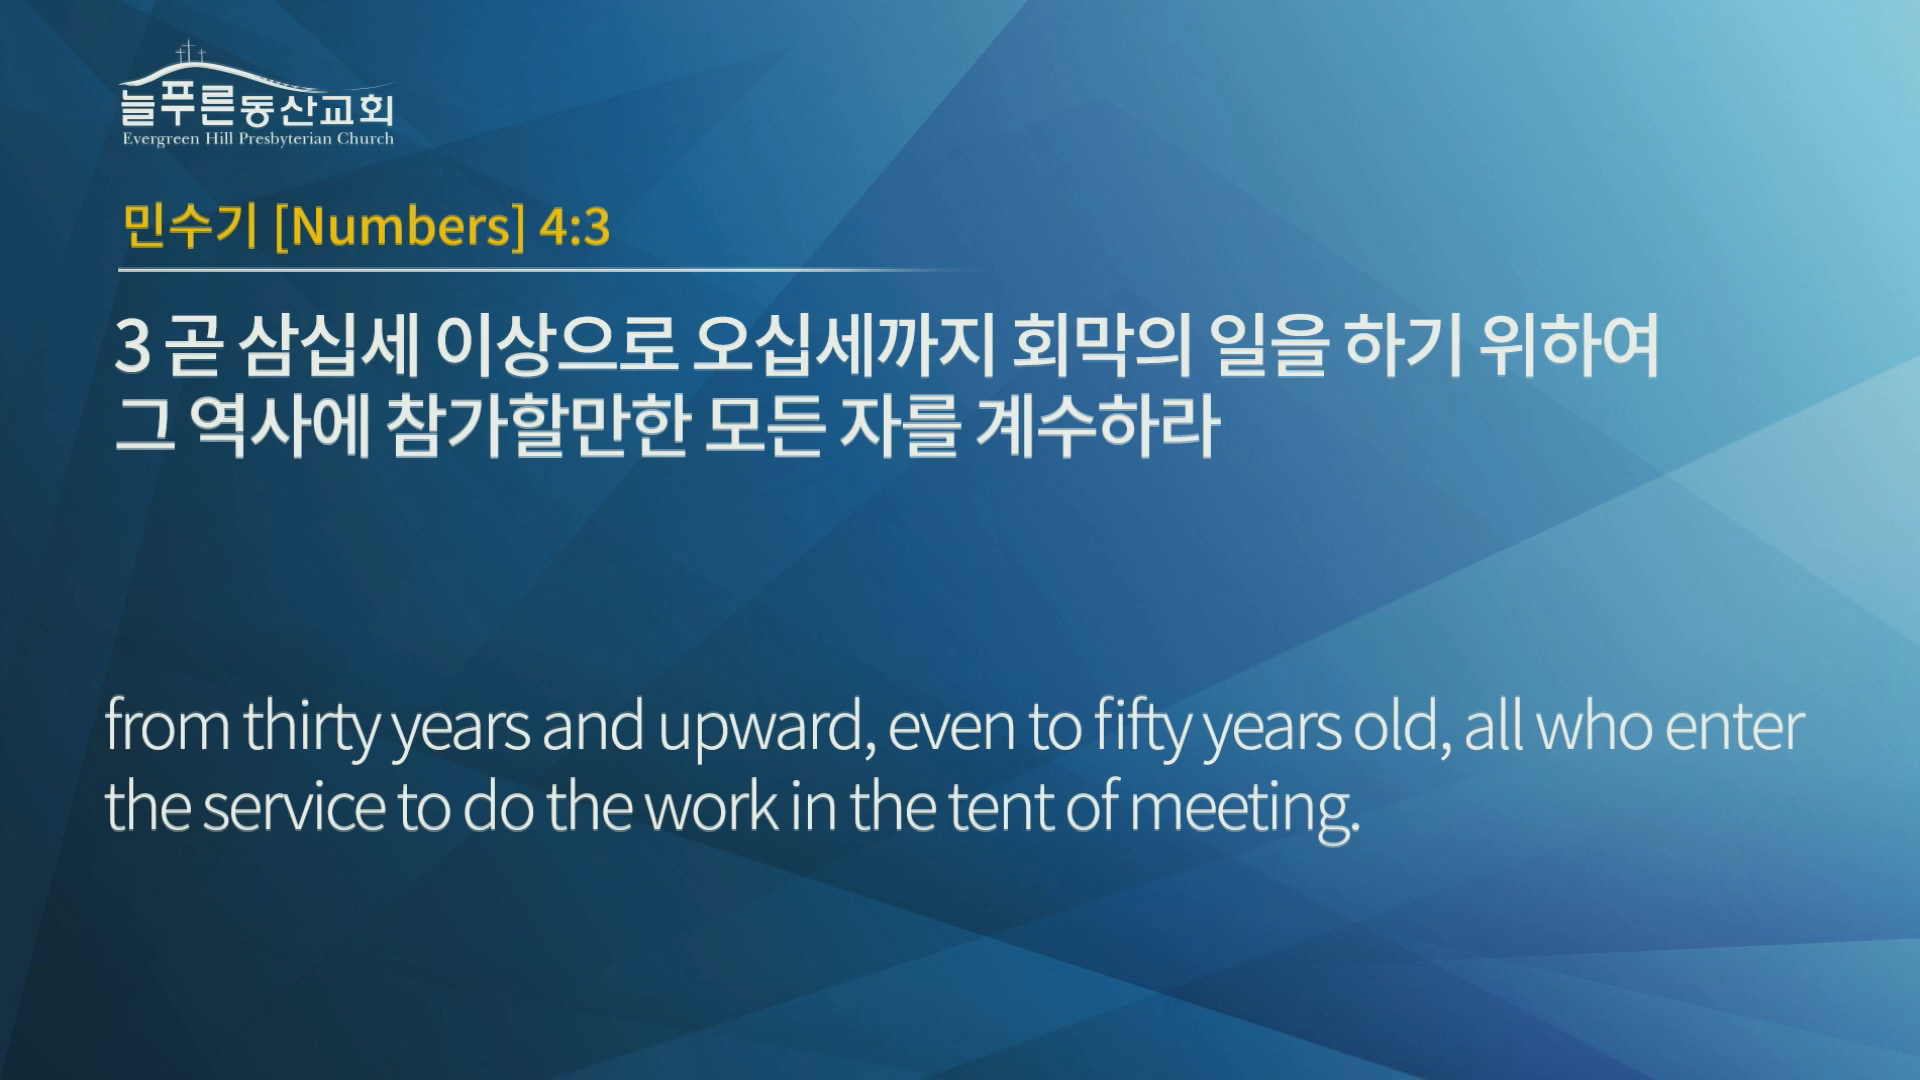 늘푸른동산교회
Evergreen Hill Presbyterian Church
민수기 [Numbers] 4:3
3 곧 삼십세 이상으로 오십세까지 회막의 일을 하기 위하여
그 역사에 참가할만한 모든 자를 계수하라
from thirty years and upward, even to fifty years old, all who enter
the service to do the work in the tent of meeting.